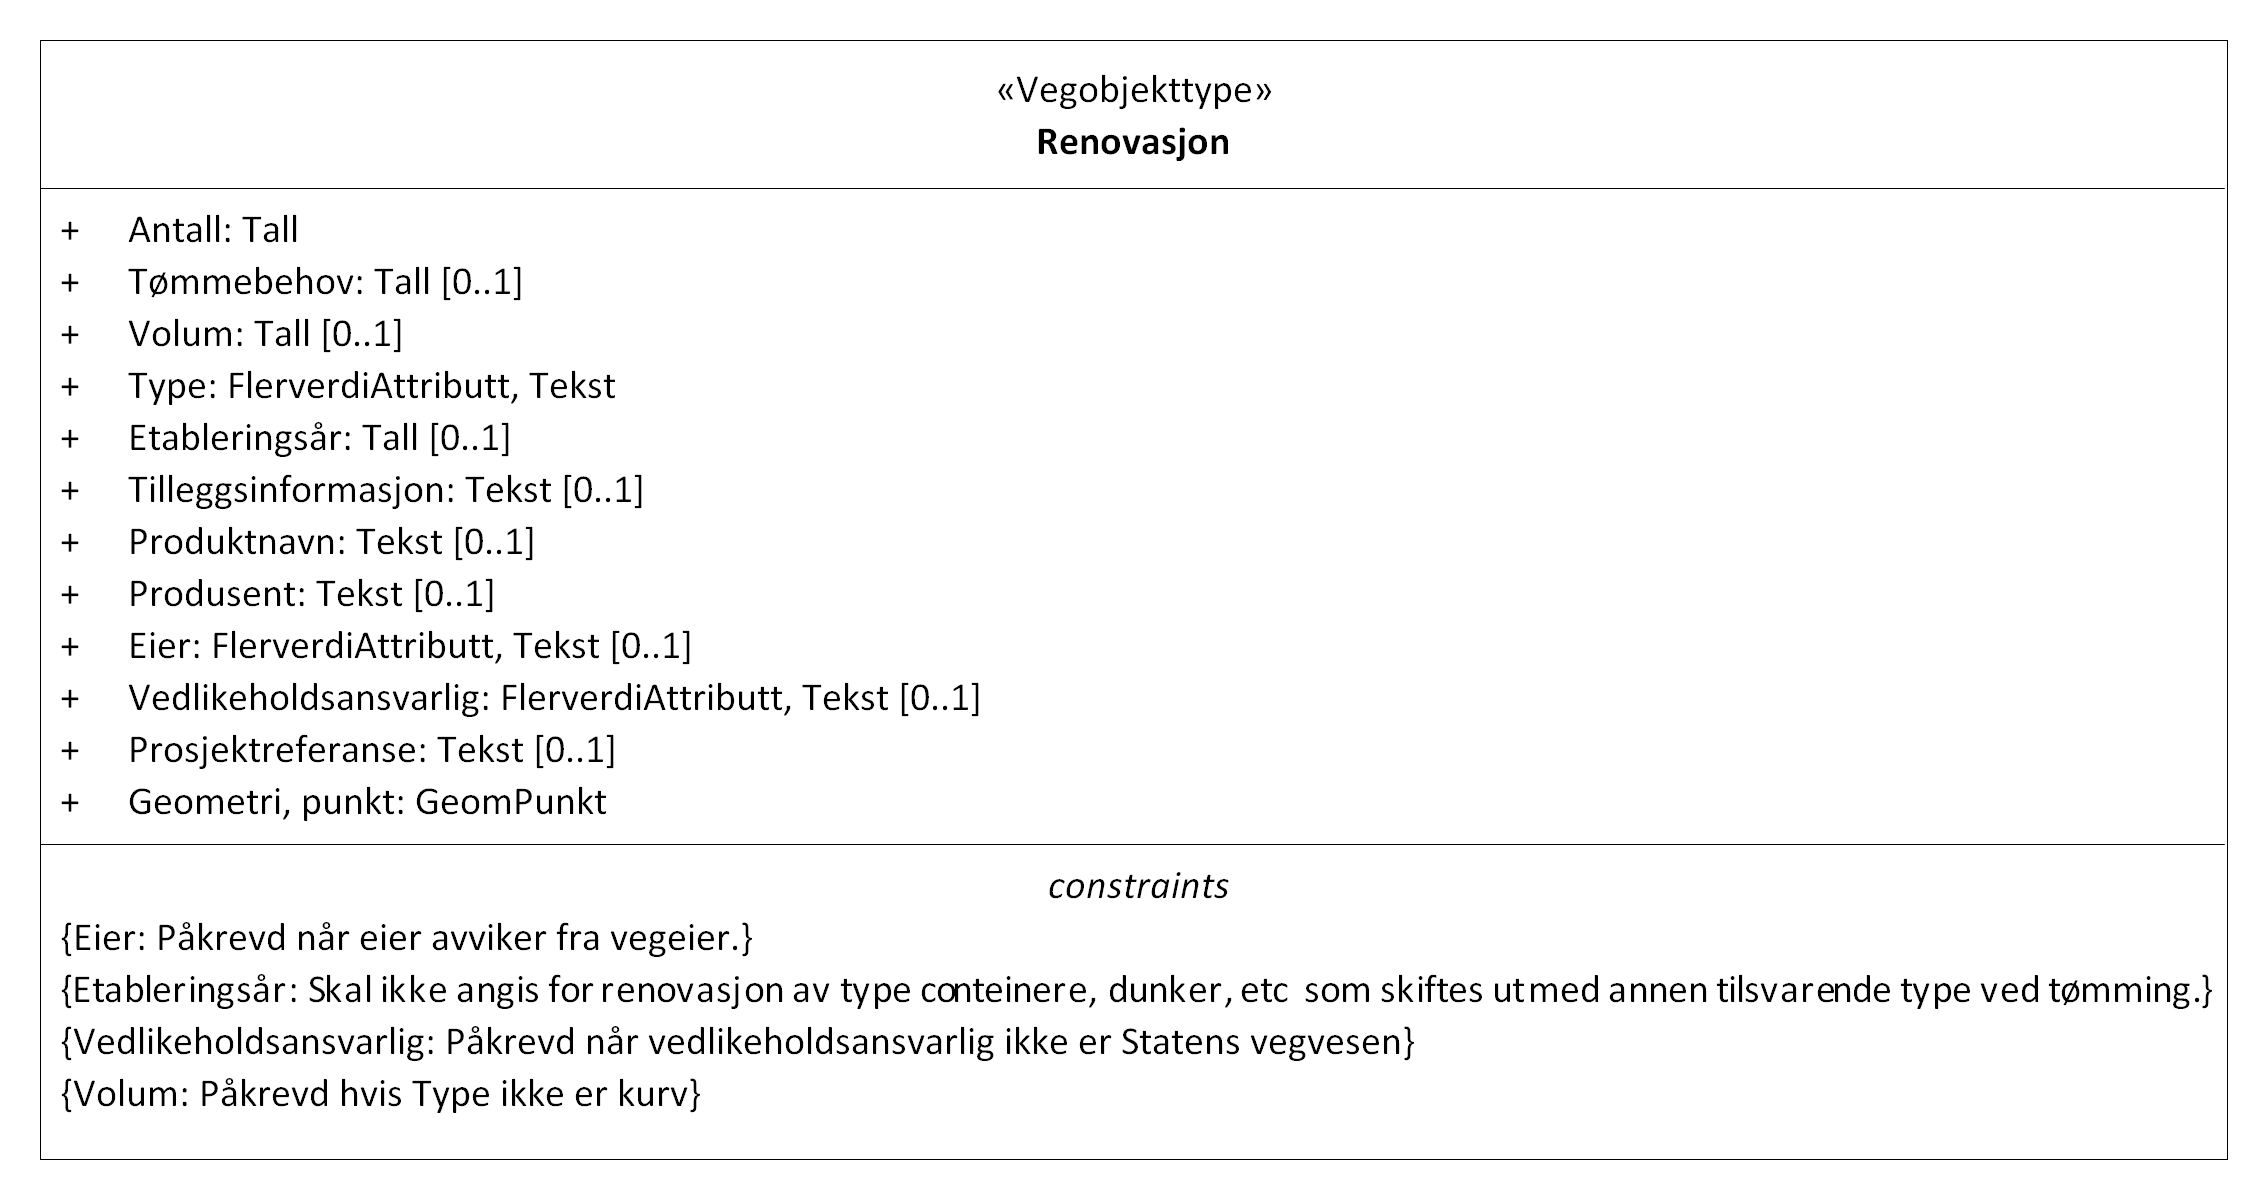 «Vegobjekttype»
Renovasjon
+ Antall: Tall
+ Tømmebehov: Tall [0..1]
+ Volum: Tall [0..1]
+ Type: FlerverdiAttributt, Tekst
+ Etableringsår: Tall [0..1]
+ Tilleggsinformasjon: Tekst [0..1]
+ Produktnavn: Tekst [0..1]
+ Produsent: Tekst [0..1]
+ Eier: FlerverdiAttributt, Tekst [0..1]
+ Vedlikeholdsansvarlig: FlerverdiAttributt, Tekst [0..1]
+ Prosjektreferanse: Tekst [0..1]
+ Geometri, punkt: GeomPunkt
constraints
{Eier: Påkrevd når eier avviker fra vegeier.}
{Etableringsår: Skal ikke angis for renovasjon av type conteinere, dunker, etc som skiftes ut med annen tilsvarende type ved tømming.}
{Vedlikeholdsansvarlig: Påkrevd når vedlikeholdsansvarlig ikke er Statens vegvesen}
{Volum: Påkrevd hvis Type ikke er kurv}